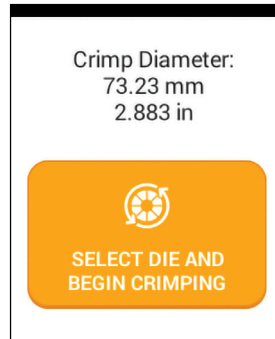 Crimp Diameter:
73.23 mm
2.883 in
SELECT DIE AND
BEGIN CRIMPING